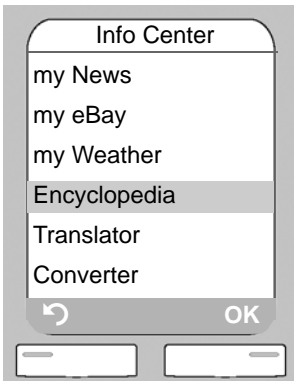 Info Center
my News
my eBay
my Weather
Encyclopedia
Translator
Converter
OK